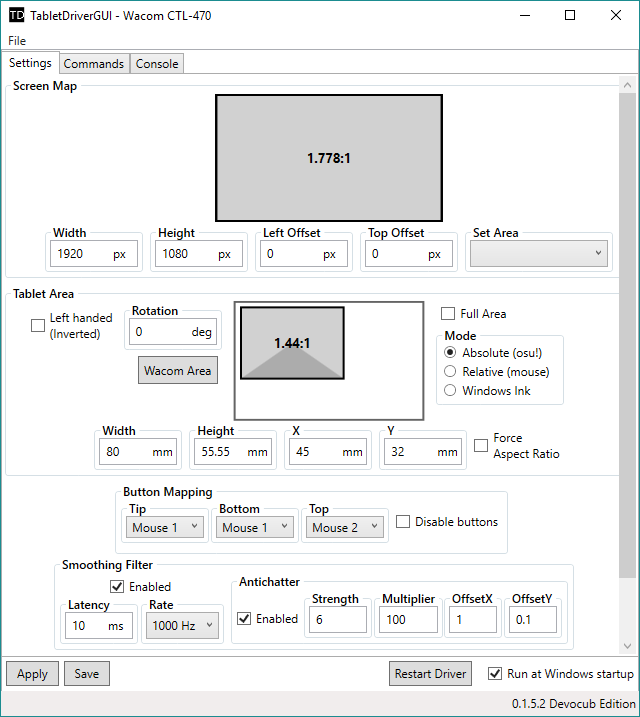 TD TabletDriverGUI - Wacom CTL-470
File
Settings Commands Console
Screen Map
1.778:1
Width Height Left Offset Top Offset Set Area
1920 px 1080 px 0 px 0 px
Tablet Area
Left handed
(Inverted)
Rotation
0 deg
Wacom Area
1.44:1
Full Area
Mode
Absolute (osu!)
Relative (mouse)
Windows Ink
Width Height X Y
80 mm 55.55 mm 45 mm 32 mm
Force
Aspect Ratio
Button Mapping
Tip Bottom Top
Mouse 1 Mouse 1 Mouse 2 Disable buttons
Smoothing Filter
Enabled
Latency Rate
10 ms 1000 Hz
Antichatter
Enabled
Strength Multiplier OffsetX OffsetY
6 100 1 0.1
Apply Save Restart Driver Run at Windows startup
0.1.5.2 Devocub Edition